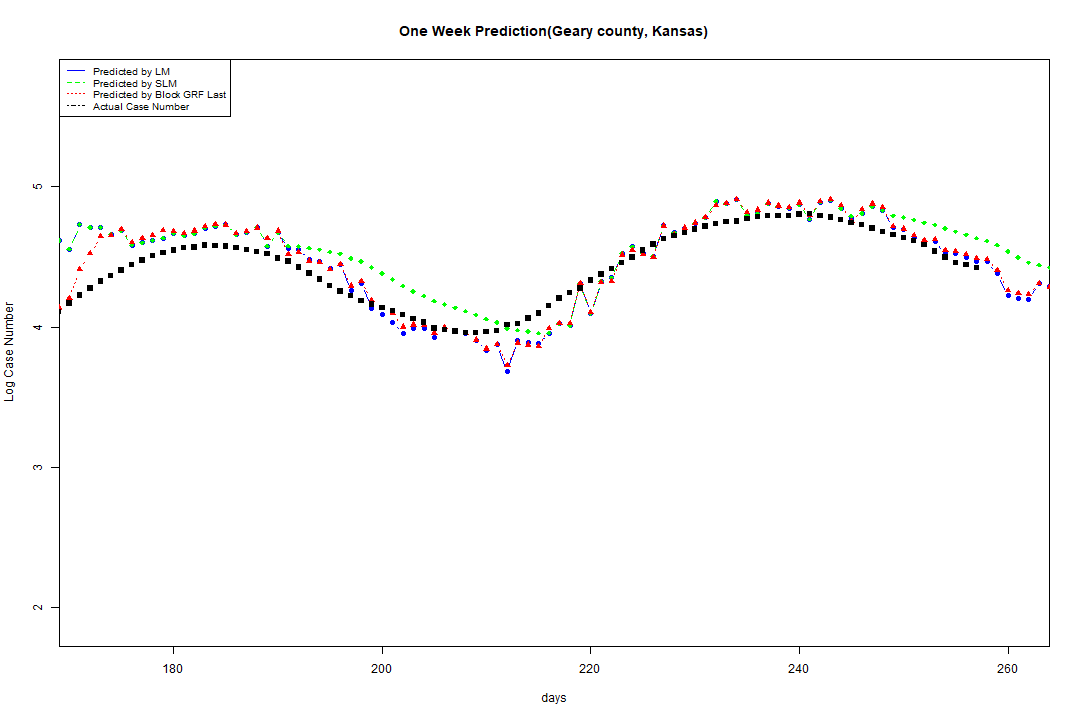 One Week Prediction(Geary county, Kansas)
Predicted by LM
Predicted by SLM
Predicted by Block GRF Last
Actual Case Number
5
4
3
2
Log Case Number
180 200 220 240 260
days